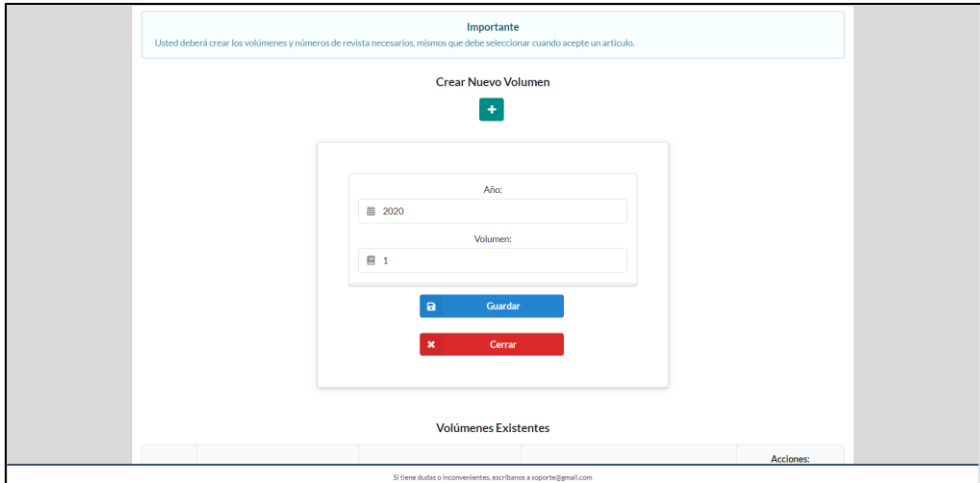 Importante
Usted deberá crear los volúmenes y números de revista necesarios, mismos que debe seleccionar cuando acepte un artículo.
Crear Nuevo Volumen
Año:
2020
Volumen:
1
Guardar
Cerrar
Volúmenes Existentes
Acciones:
Si tiene dudas o inconvenientes, escríbanos a soporte@gmail.com